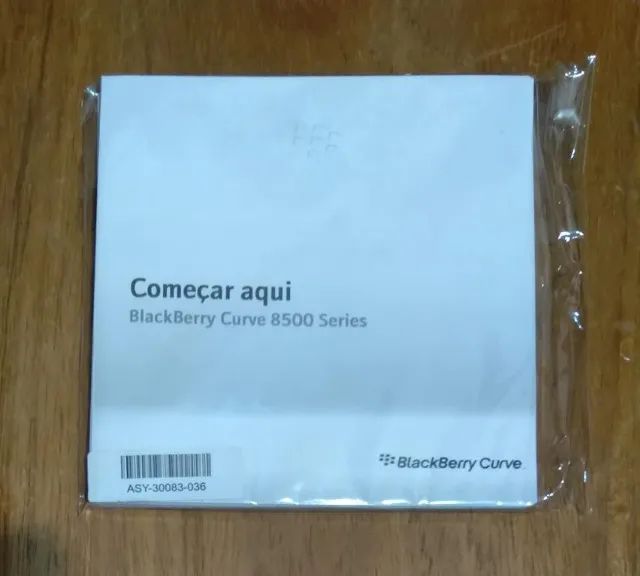 Começar aqui
BlackBerry Curve 8500 Series
BlackBerry Curve
ASY-30083-036